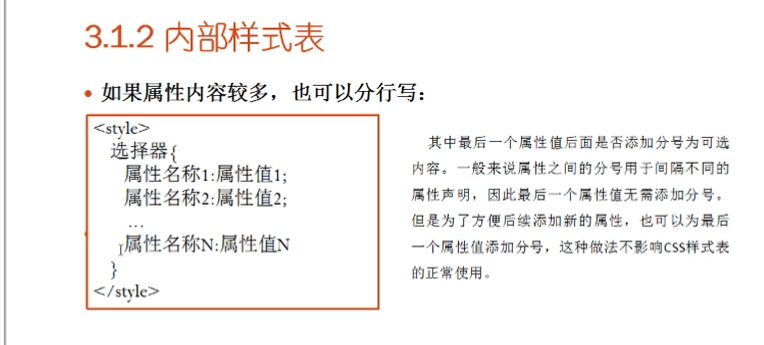 3.1.2 内部样式表
• 如果属性内容较多，也可以分行写：
<style>
选择器{
属性名称1:属性值1;
属性名称2:属性值2;
...
属性名称N:属性值N
}
</style>
其中最后一个属性值后面是否添加分号为可选
内容。一般来说属性之间的分号用于间隔不同的
属性声明，因此最后一个属性值无需添加分号。
但是为了方便后续添加新的属性，也可以为最后
一个属性值添加分号，这种做法不影响CSS样式表
的正常使用。